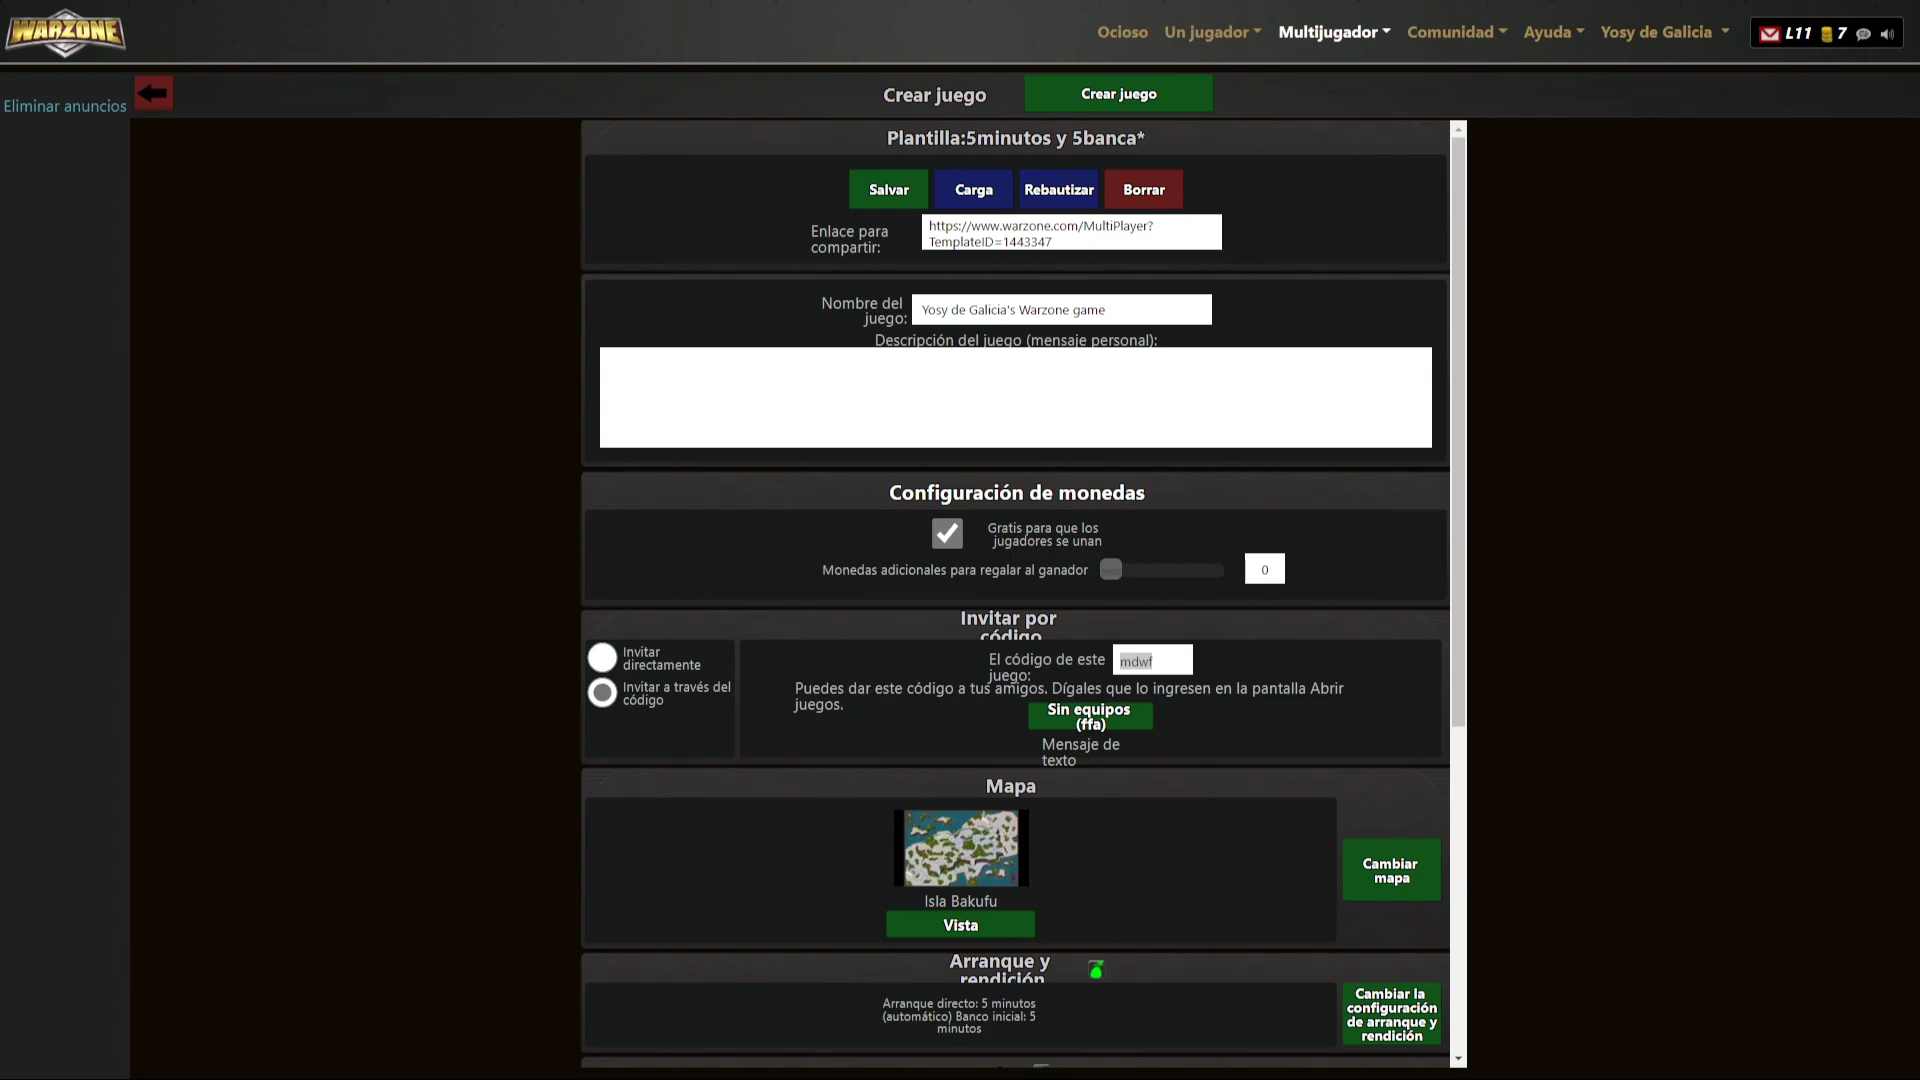 WARZONE
Ocioso Un jugador Multijugador Comunidad Ayuda Yosy de Galicia L11 7
Eliminar anuncios
Crear juego
Crear juego
Plantilla:5minutos y 5banca*
Salvar Carga Rebautizar Borrar
Enlace para
compartir:
https://www.warzone.com/MultiPlayer?
TemplateID=1443347
Nombre del
juego:
Yosy de Galicia's Warzone game
Descripción del juego (mensaje personal):
Configuración de monedas
Gratis para que los
jugadores se unan
Monedas adicionales para regalar al ganador 0
Invitar por
código
Invitar
directamente
Invitar a través del
código
El código de este
juego:
mdwf
Puedes dar este código a tus amigos. Dígales que lo ingresen en la pantalla Abrir
juegos.
Sin equipos
(ffa)
Mensaje de
texto
Mapa
Isla Bakufu
Vista
Cambiar
mapa
Arranque y
rendición
Arranque directo: 5 minutos
(automático) Banco inicial: 5
minutos
Cambiar la
configuración
de arranque y
rendición